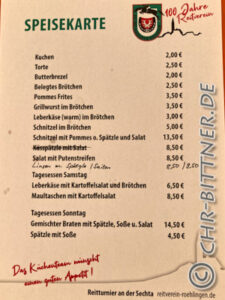 SPEISEKARTE
100 Jahre
Reitverein
Kuchen 2,00 €
Torte 2,50 €
Butterbrezel 2,00 €
Belegtes Brötchen 2,50 €
Pommes Frites 3,50 €
Grillwurst im Brötchen 3,50 €
Leberkäse (warm) im Brötchen 3,00 €
Schnitzel im Brötchen 5,00 €
Schnitzel mit Pommes o. Spätzle und Salat 13,50 €
Kässpätzle mit Salat 8,50 €
Salat mit Putenstreifen 8,50 €
Linsen + Spätzle / Saiten
Tagesessen Samstag
Leberkäse mit Kartoffelsalat und Brötchen 6,50 €
Maultaschen mit Kartoffelsalat 8,50 €
Tagesessen Sonntag
Gemischter Braten mit Spätzle, Soße u. Salat 14,50 €
Spätzle mit Soße 4,50 €
Das Küchenteam wünscht
einen guten Appetit!
Reitturnier an der Sechta reitverein-roehlingen.de
© CHR-BITTNER.DE